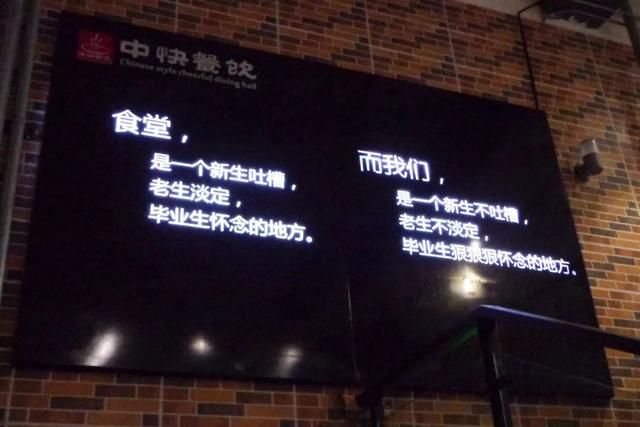 中快餐饮
Chinese style cheerful dining hall
食堂，
是一个新生吐槽，
老生淡定，
毕业生怀念的地方。
而我们，
是一个新生不吐槽，
老生不淡定，
毕业生狠狠狠怀念的地方.